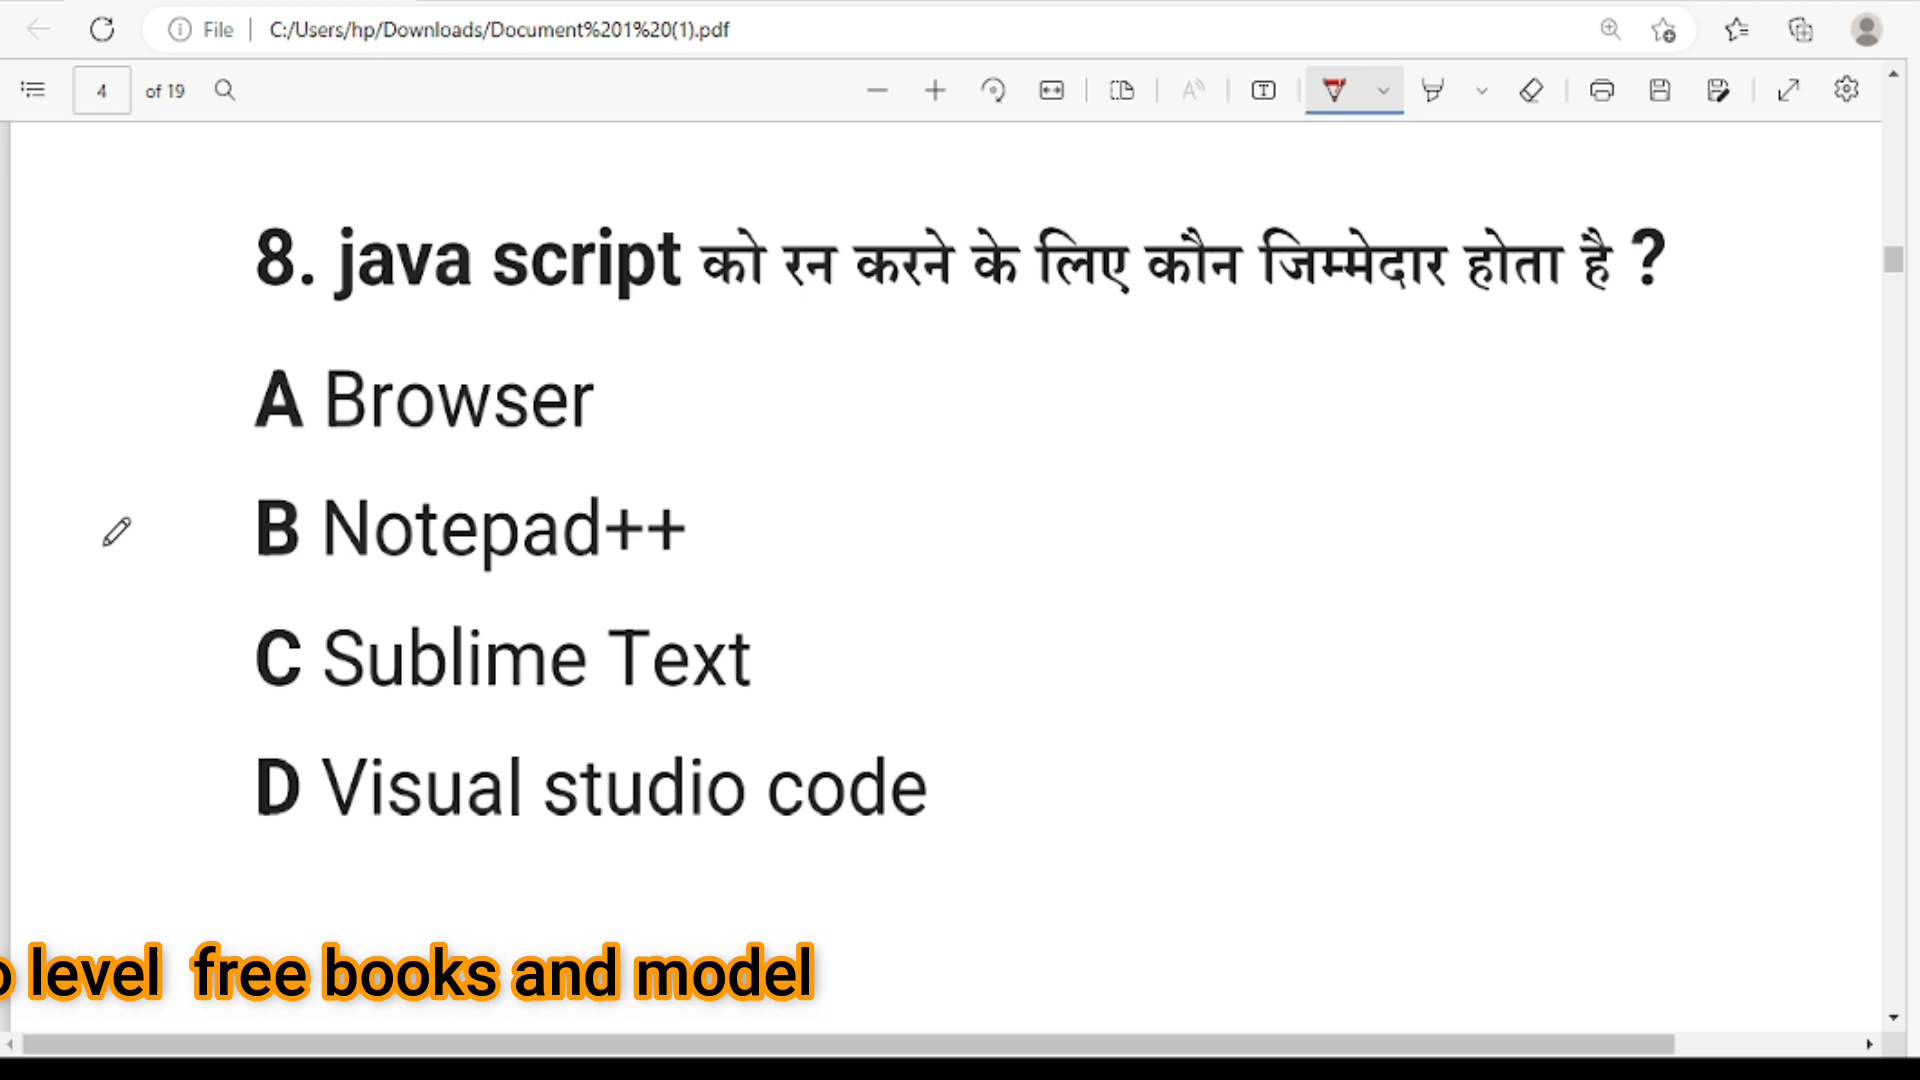 File C:/Users/hp/Downloads/Document%201%20(1).pdf
4 of 19
8. java script को रन करने के लिए कौन जिम्मेदार होता है ?
A Browser
B Notepad++
C Sublime Text
D Visual studio code
o level free books and model